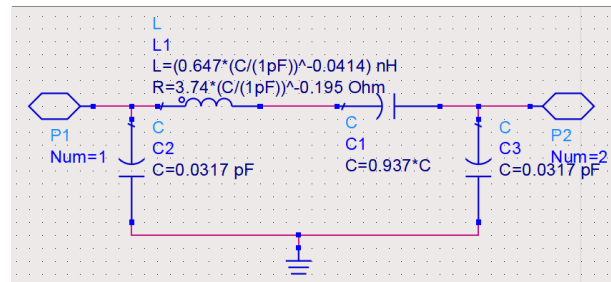 L
L1
L=(0.647*(C/(1pF))^-0.0414) nH
R=3.74*(C/(1pF))^-0.195 Ohm
P1
Num=1
C
C2
C=0.0317 pF
C
C1
C=0.937*C
C
C3
C=0.0317 pF
P2
Num=2